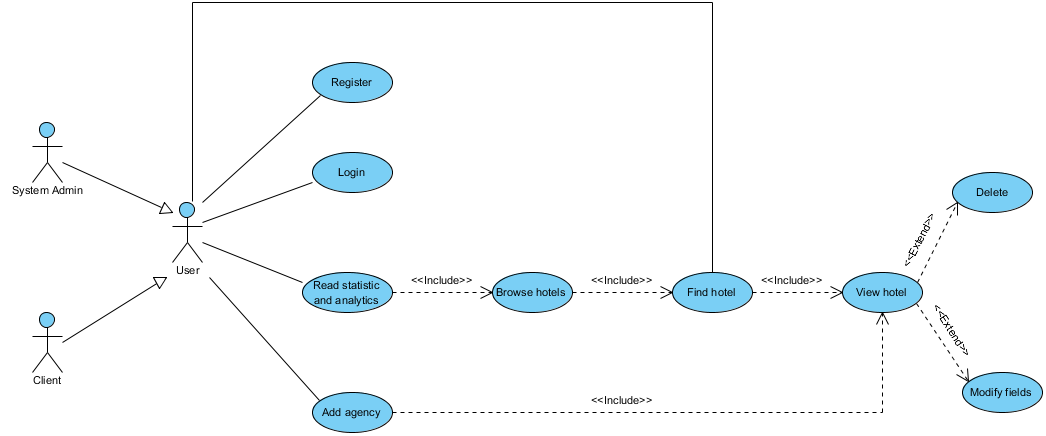 Register
System Admin
Login
Delete
<<Extend>>
User
Read statistic
and analytics
<<Include>>
Browse hotels
<<Include>>
Find hotel
<<Include>>
View hotel
<<Extend>>
Client
Modify fields
Add agency
<<Include>>